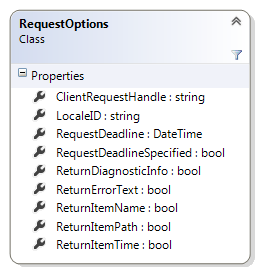 RequestOptions
Class
Properties
ClientRequestHandle : string
LocaleID : string
RequestDeadline : DateTime
RequestDeadlineSpecified : bool
ReturnDiagnosticInfo : bool
ReturnErrorText : bool
ReturnItemName : bool
ReturnItemPath : bool
ReturnItemTime : bool